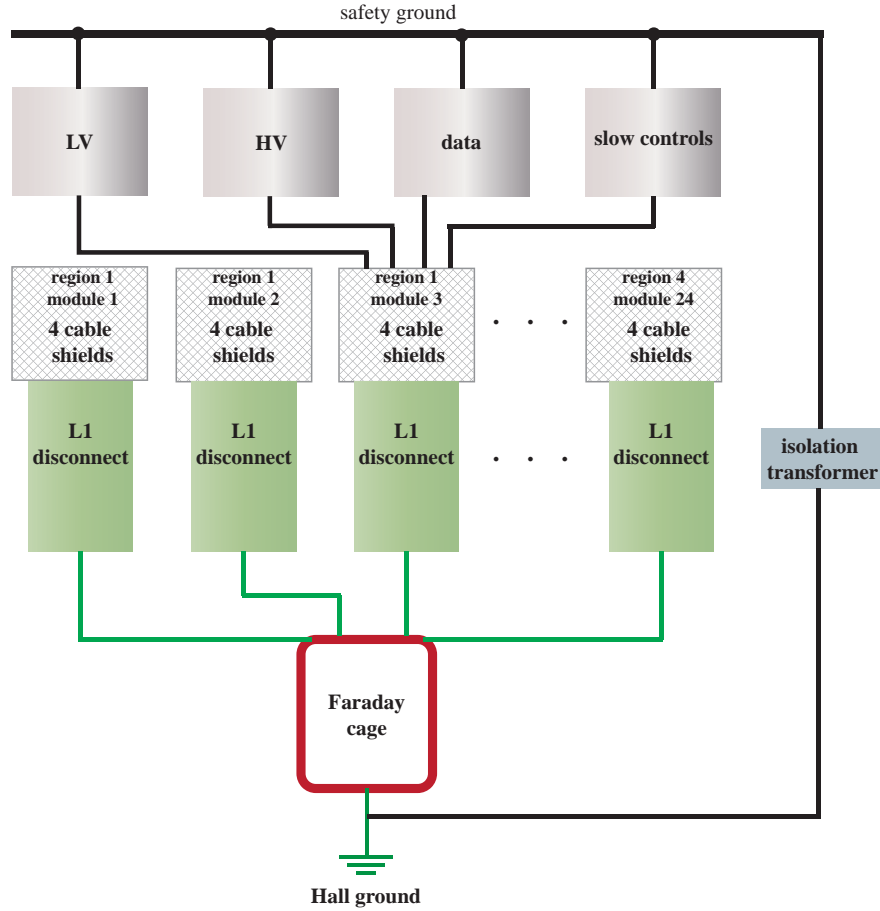 safety ground
LV
HV
data
slow controls
region 1
module 1
4 cable
shields
region 1
module 2
4 cable
shields
region 1
module 3
4 cable
shields
. . .
region 4
module 24
4 cable
shields
L1
disconnect
L1
disconnect
L1
disconnect
. . .
L1
disconnect
isolation
transformer
Faraday
cage
Hall ground